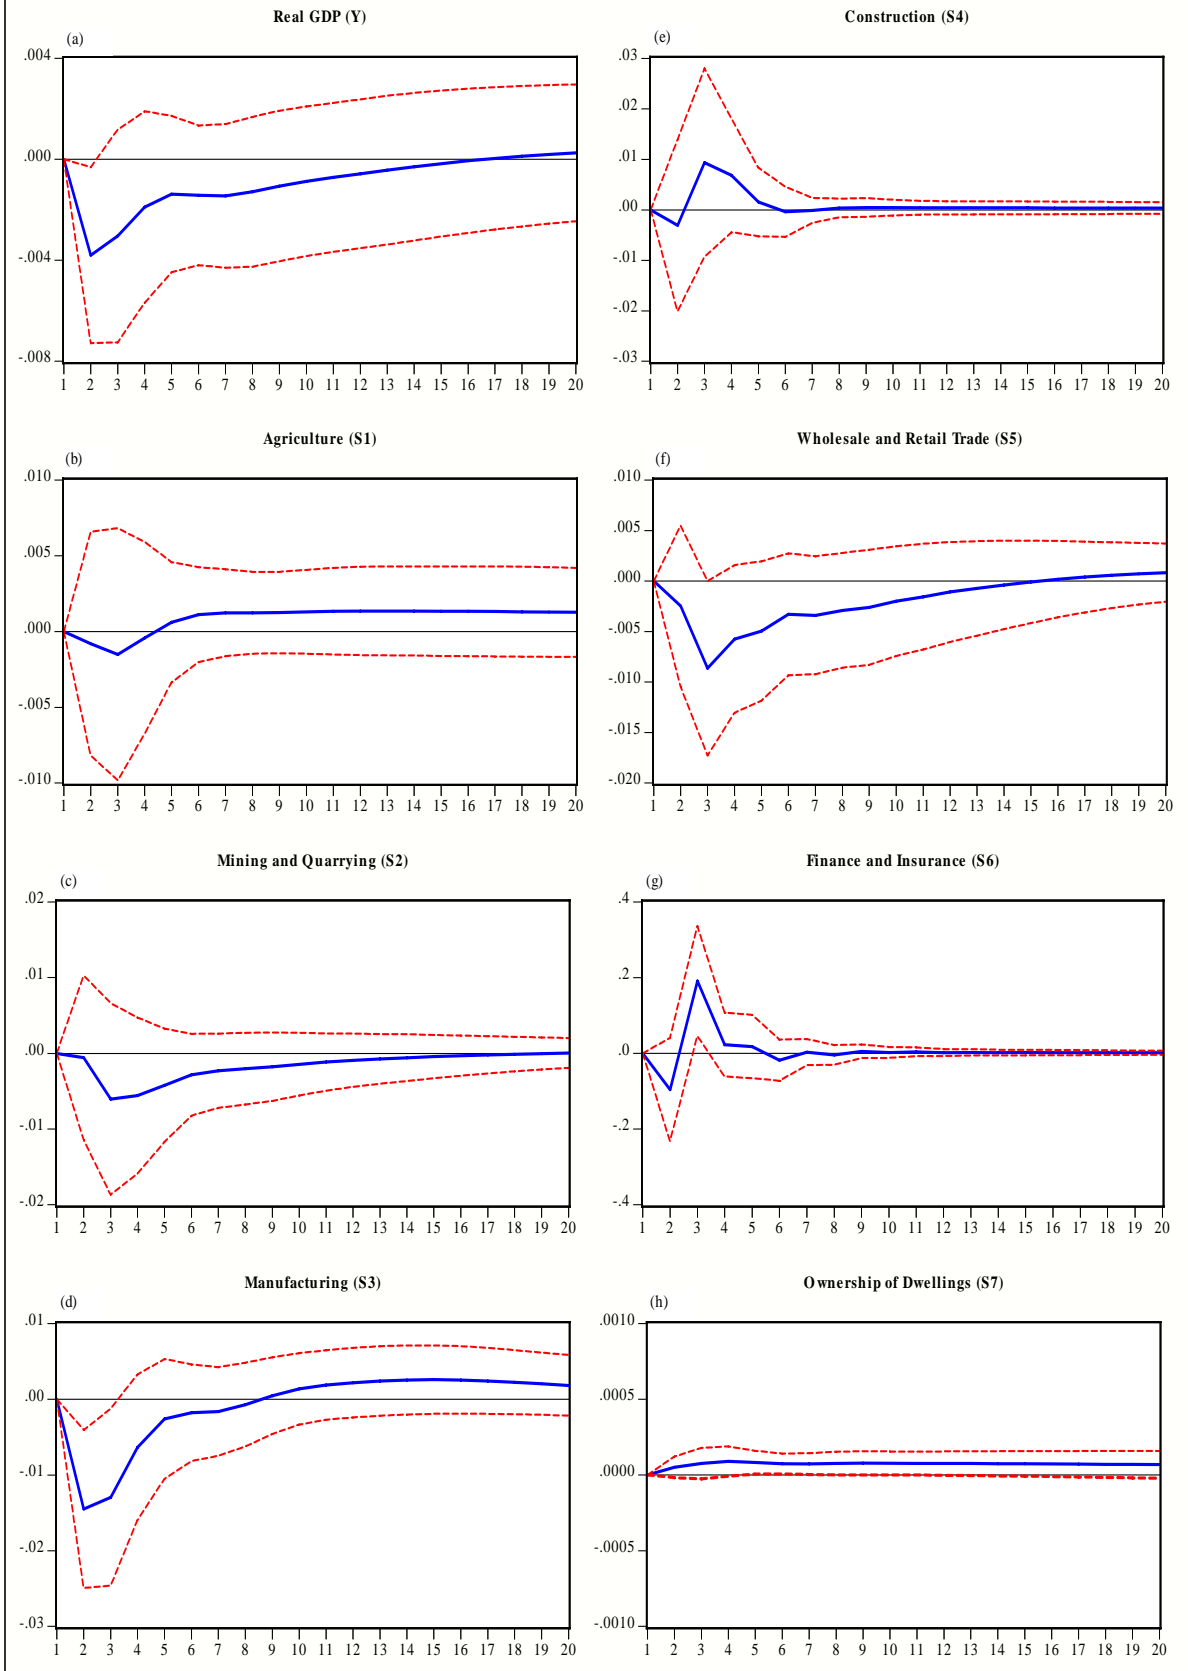 Real GDP (Y)
(a)
.004
.000
-.004
-.008
1 2 3 4 5 6 7 8 9 10 11 12 13 14 15 16 17 18 19 20
Construction (S4)
(e)
.03
.02
.01
.00
-.01
-.02
-.03
1 2 3 4 5 6 7 8 9 10 11 12 13 14 15 16 17 18 19 20
Agriculture (S1)
(b)
.010
.005
.000
-.005
-.010
1 2 3 4 5 6 7 8 9 10 11 12 13 14 15 16 17 18 19 20
Wholesale and Retail Trade (S5)
(f)
.010
.005
.000
-.005
-.010
-.015
-.020
1 2 3 4 5 6 7 8 9 10 11 12 13 14 15 16 17 18 19 20
Mining and Quarrying (S2)
(c)
.02
.01
.00
-.01
-.02
1 2 3 4 5 6 7 8 9 10 11 12 13 14 15 16 17 18 19 20
Finance and Insurance (S6)
(g)
.4
.2
.0
-.2
-.4
1 2 3 4 5 6 7 8 9 10 11 12 13 14 15 16 17 18 19 20
Manufacturing (S3)
(d)
.01
.00
-.01
-.02
-.03
1 2 3 4 5 6 7 8 9 10 11 12 13 14 15 16 17 18 19 20
Ownership of Dwellings (S7)
(h)
.0010
.0005
.0000
-.0005
-.0010
1 2 3 4 5 6 7 8 9 10 11 12 13 14 15 16 17 18 19 20